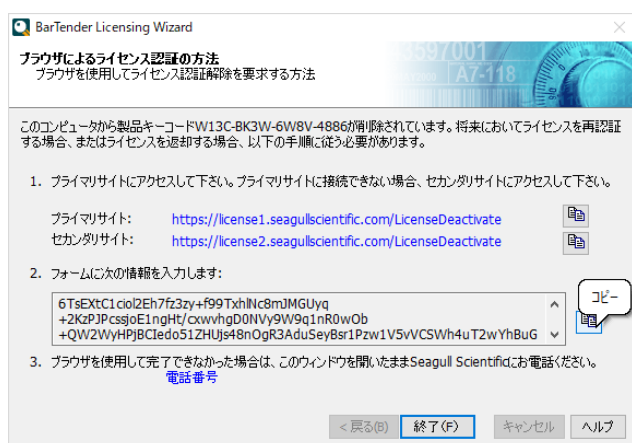 BarTender Licensing Wizard
3597001
A7-118
ブラウザによるライセンス認証の方法
ブラウザを使用してライセンス認証解除を要求する方法
このコンピュータから製品キーコードW13C-BK3W-6W8V-4886が削除されています。将来においてライセンスを再認証
する場合、またはライセンスを返却する場合、以下の手順に従う必要があります。
1. プライマリサイトにアクセスして下さい。プライマリサイトに接続できない場合、セカンダリサイトにアクセスして下さい。
プライマリサイト: https://license1.seagullscientific.com/LicenseDeactivate
セカンダリサイト: https://license2.seagullscientific.com/LicenseDeactivate
2. フォームに次の情報を入力します:
6TsEXtC1ciol2Eh7fz3zy+f99TxhlNc8mJMGUyq
+2KzPJPcssjoE1ngHt/cxwvhgD0NVy9W9q1nR0wOb
+QW2WyHPjBCIedo51ZHUjs48nOgR3AduSeyBsr1Pzw1V5vVCSWh4uT2wYhBuG
コピー
3. ブラウザを使用して完了できなかった場合は、このウィンドウを開いたままSeagull Scientificにお電話ください。
電話番号
< 戻る(B) 終了(F) キャンセル ヘルプ